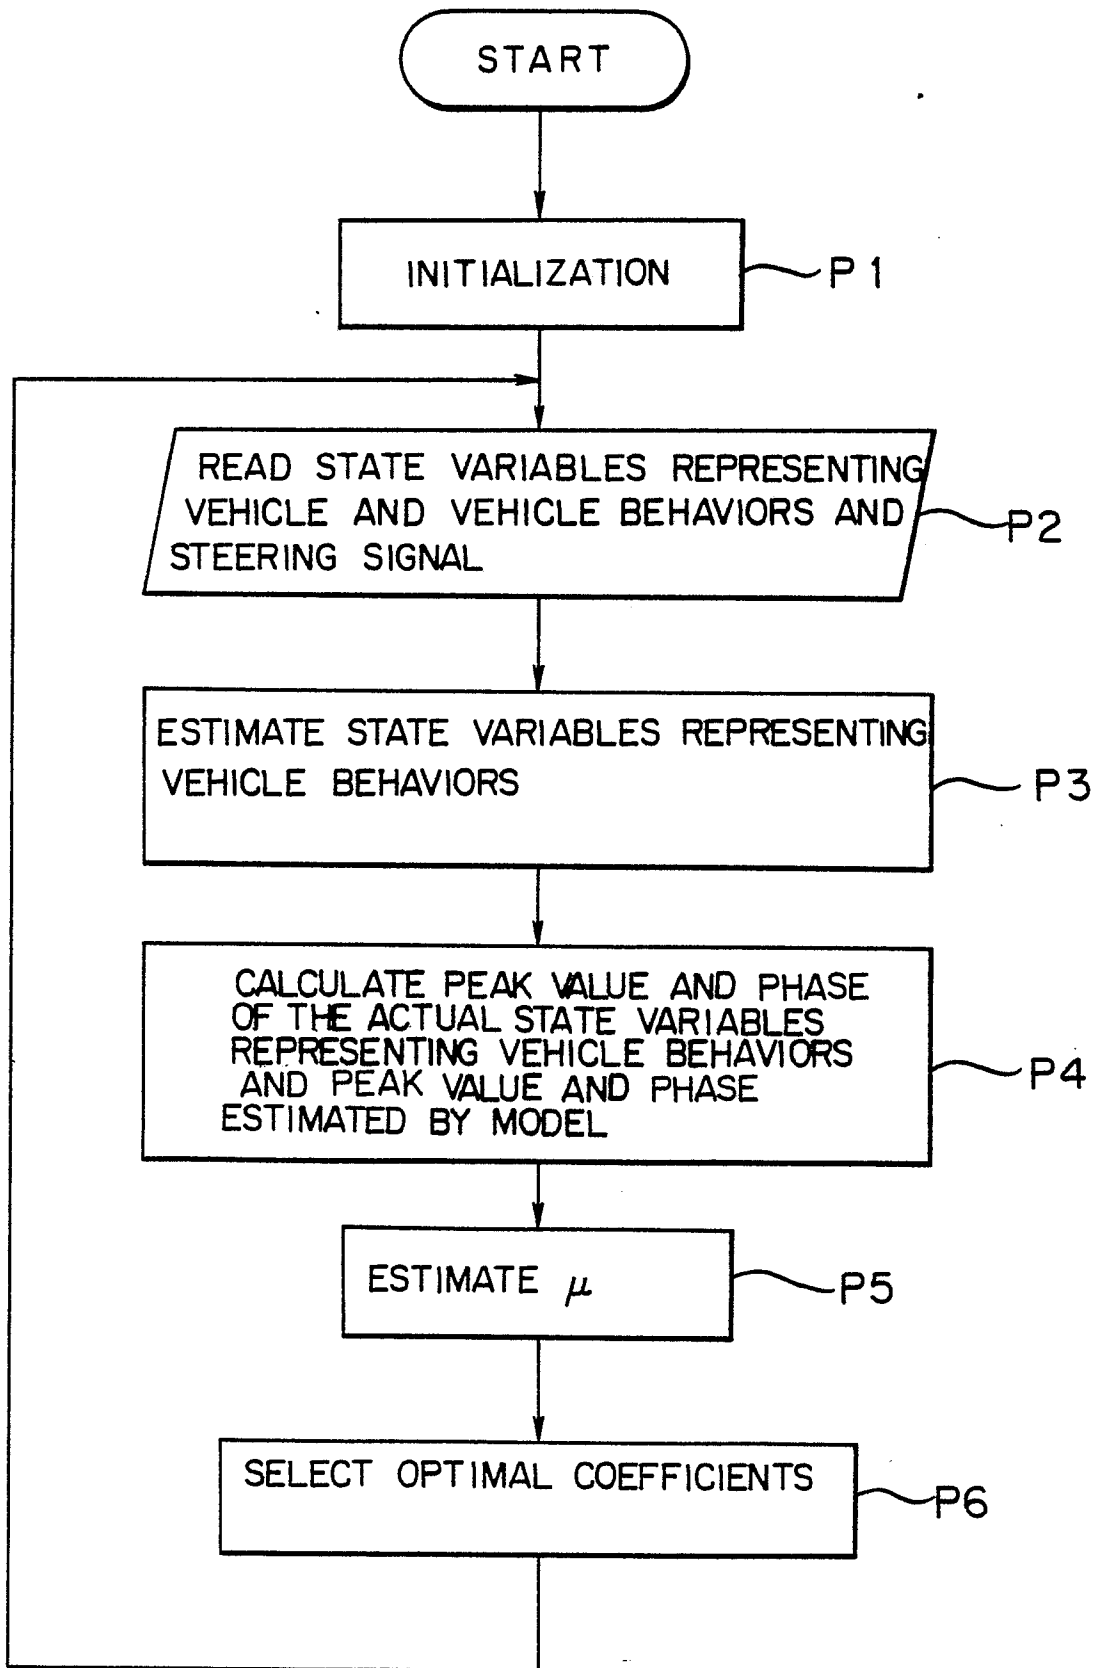 START
INITIALIZATION
P1
READ STATE VARIABLES REPRESENTING
VEHICLE AND VEHICLE BEHAVIORS AND
STEERING SIGNAL
P2
ESTIMATE STATE VARIABLES REPRESENTING
VEHICLE BEHAVIORS
P3
CALCULATE PEAK VALUE AND PHASE
OF THE ACTUAL STATE VARIABLES
REPRESENTING VEHICLE BEHAVIORS
AND PEAK VALUE AND PHASE
ESTIMATED BY MODEL
P4
ESTIMATE μ
P5
SELECT OPTIMAL COEFFICIENTS
P6